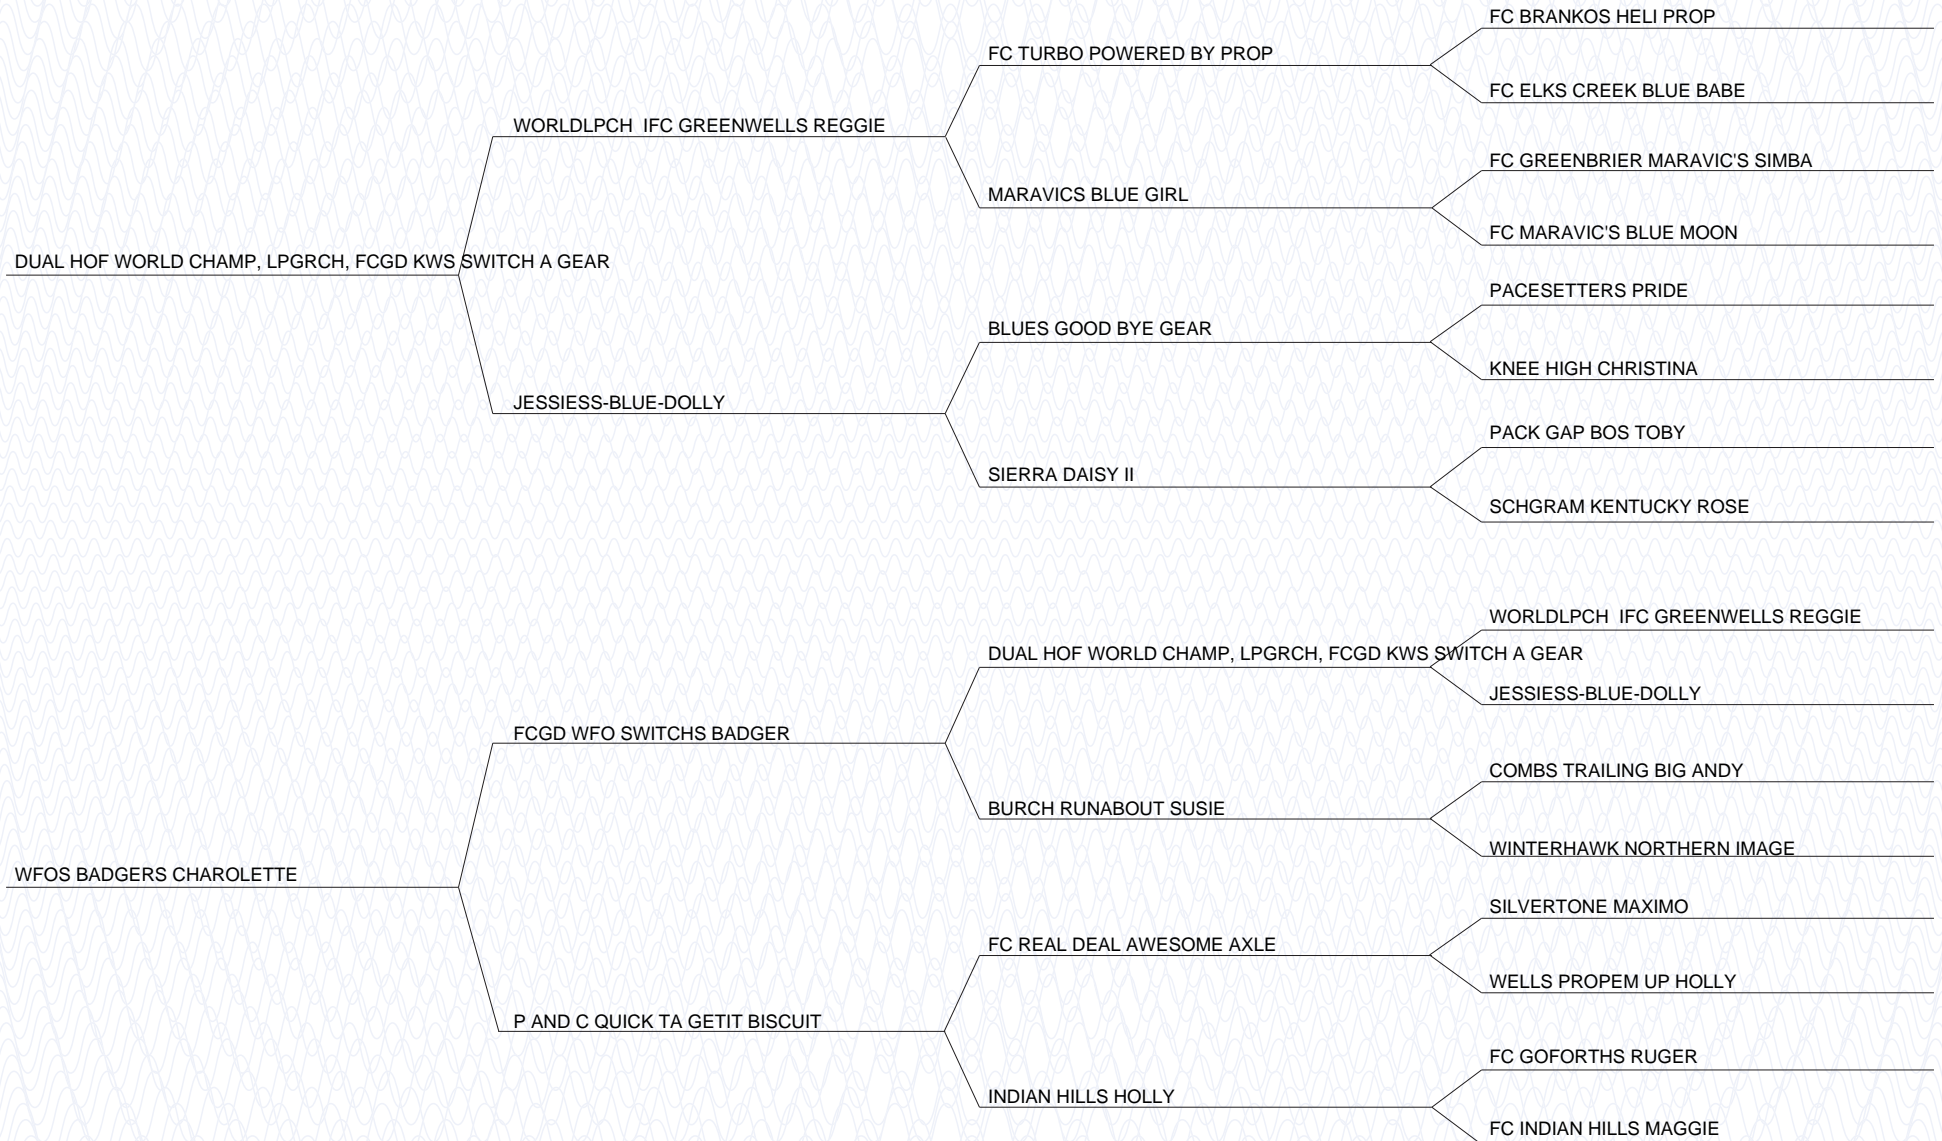 FC BRANKOS HELI PROP
FC TURBO POWERED BY PROP
FC ELKS CREEK BLUE BABE
WORLDLPCH  IFC GREENWELLS REGGIE
FC GREENBRIER MARAVIC'S SIMBA
MARAVICS BLUE GIRL
FC MARAVIC'S BLUE MOON
DUAL HOF WORLD CHAMP, LPGRCH, FCGD KWS SWITCH A GEAR
PACESETTERS PRIDE
BLUES GOOD BYE GEAR
KNEE HIGH CHRISTINA
JESSIESS-BLUE-DOLLY
PACK GAP BOS TOBY
SIERRA DAISY II
SCHGRAM KENTUCKY ROSE
WORLDLPCH  IFC GREENWELLS REGGIE
DUAL HOF WORLD CHAMP, LPGRCH, FCGD KWS SWITCH A GEAR
JESSIESS-BLUE-DOLLY
FCGD WFO SWITCHS BADGER
COMBS TRAILING BIG ANDY
BURCH RUNABOUT SUSIE
WINTERHAWK NORTHERN IMAGE
WFOS BADGERS CHAROLETTE
SILVERTONE MAXIMO
FC REAL DEAL AWESOME AXLE
WELLS PROPEM UP HOLLY
P AND C QUICK TA GETIT BISCUIT
FC GOFORTHS RUGER
INDIAN HILLS HOLLY
FC INDIAN HILLS MAGGIE